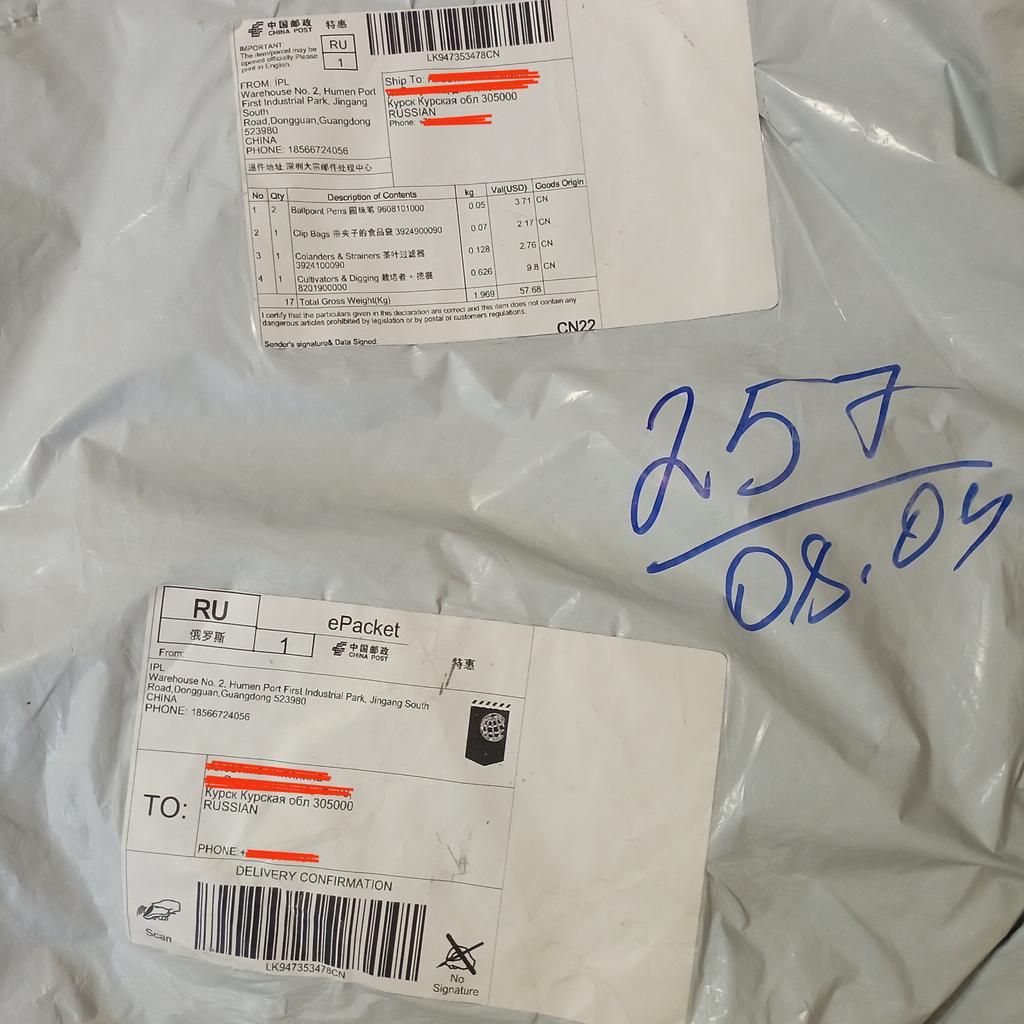 中国邮政 特惠
CHINA POST
IMPORTANT:
The item/parcel may be
opened officially Please
print in English.
RU
1
LK947353478CN
FROM: IPL
Warehouse No. 2, Humen Port
First Industrial Park, Jingang
South
Road,Dongguan,Guangdong
523980
CHINA
PHONE: 18566724056
退件地址 深圳大宗邮件处理中心
Ship To:
Курск Курская обл 305000
RUSSIAN
Phone:
No Qty Description of Contents kg Val(USD) Goods Origin
1 2 Ballpoint Pens 圆珠笔 9608101000 0.05 3.71 CN
2 1 Clip Bags 带夹子的食品袋 3924900090 0.07 2.17 CN
3 1 Colanders & Strainers 茶叶过滤器 0.128 2.76 CN
3924100090
4 1 Cultivators & Digging 栽培者 + 挖掘 0.626 9.8 CN
8201900000
17 Total Gross Weight(Kg) 1.969 57.68
I certify that the particulars given in this declaration are correct and this item does not contain any
dangerous articles prohibited by legislation or by postal or customs regulations.
Sender's signature& Data Signed: CN22
257
08.04
RU
俄罗斯
1
ePacket
中国邮政
CHINA POST
特惠
From:
IPL
Warehouse No. 2, Humen Port First Industrial Park, Jingang South
Road,Dongguan,Guangdong 523980
CHINA
PHONE: 18566724056
TO:
Курск Курская обл 305000
RUSSIAN
PHONE +
DELIVERY CONFIRMATION
Scan
LK947353478CN
No
Signature